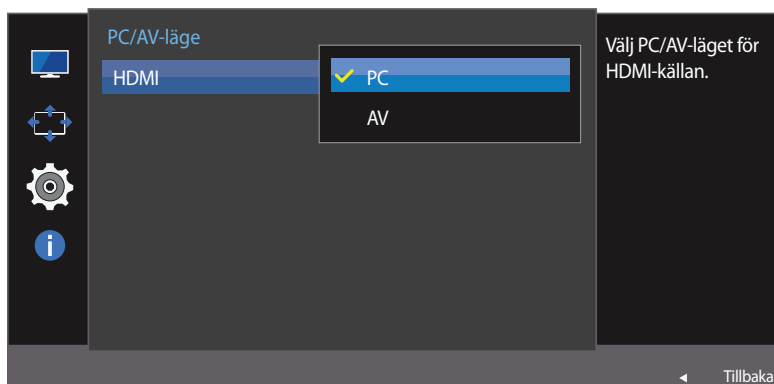 PC/AV-läge
HDMI
PC
AV
Välj PC/AV-läget för
HDMI-källan.
Tillbaka